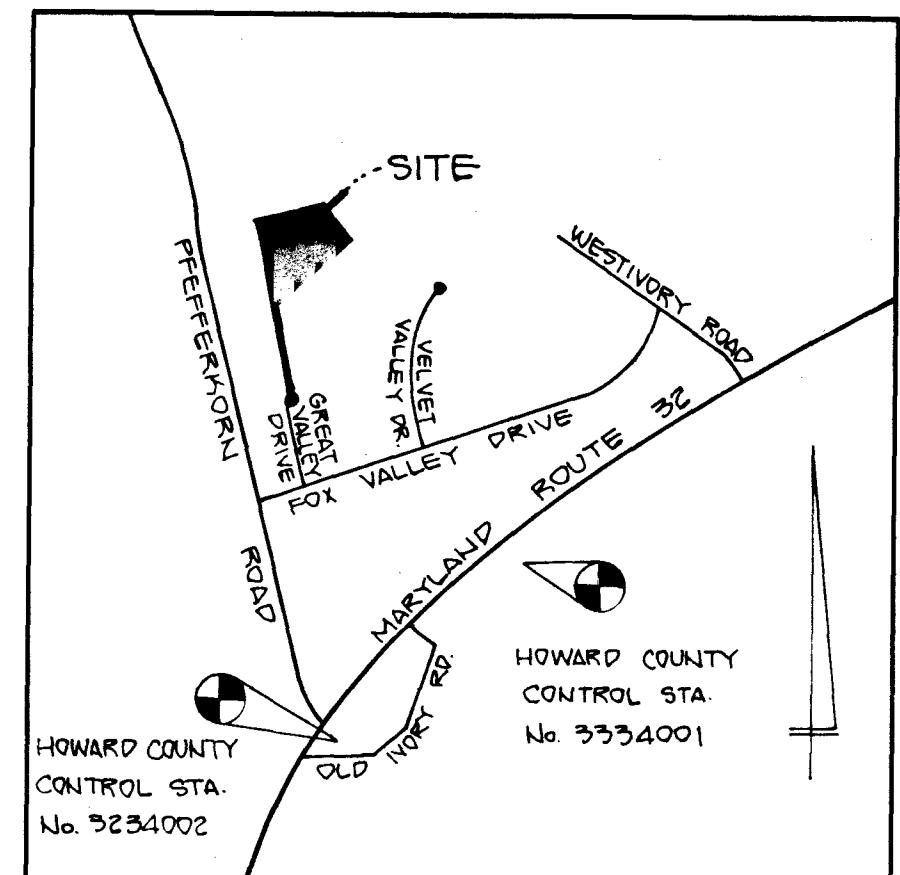 SITE
PFEFFERKORN
ROAD
WESTIVORY ROAD
VELVET
VALLEY DR.
GREAT
VALLEY
DRIVE
FOX VALLEY DRIVE
MARYLAND ROUTE 32
HOWARD COUNTY
CONTROL STA.
No. 3334001
OLD IVORY RD.
HOWARD COUNTY
CONTROL STA.
No. 3234002